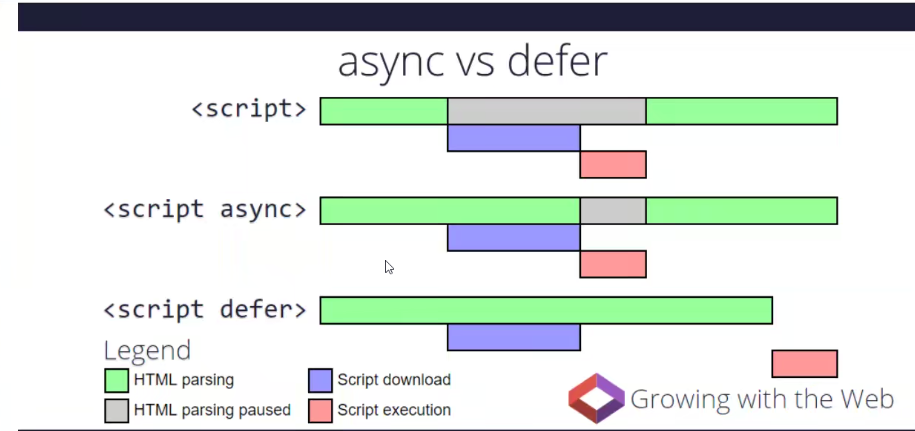 async vs defer
<script>
<script async>
<script defer>
Legend
HTML parsing
Script download
HTML parsing paused
Script execution
Growing with the Web